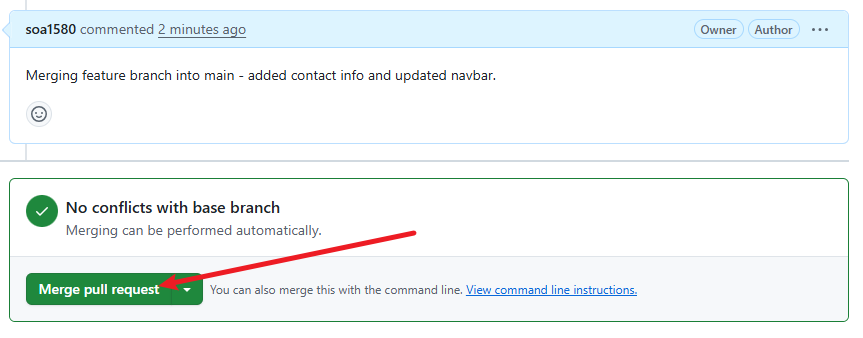 soa1580 commented 2 minutes ago Owner Author
Merging feature branch into main - added contact info and updated navbar.
No conflicts with base branch
Merging can be performed automatically.
Merge pull request You can also merge this with the command line. View command line instructions.